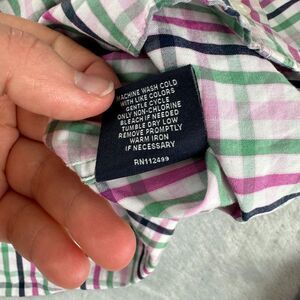 MACHINE WASH COLD
WITH LIKE COLORS
GENTLE CYCLE
ONLY NON-CHLORINE
BLEACH IF NEEDED
TUMBLE DRY LOW
REMOVE PROMPTLY
WARM IRON
IF NECESSARY
RN112499